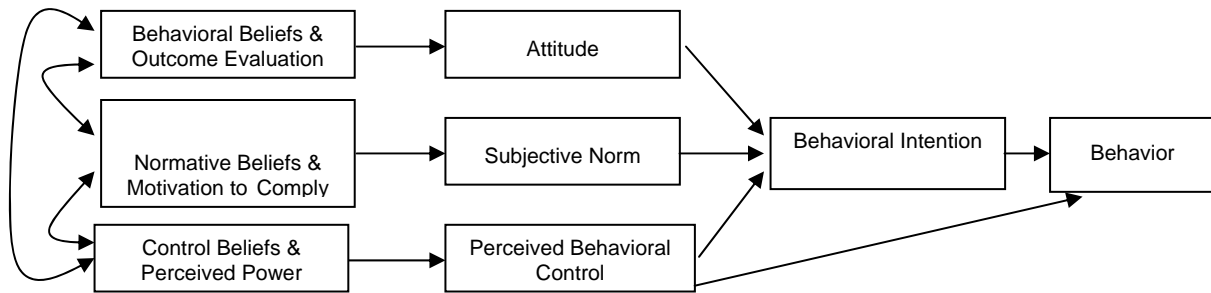 Behavioral Beliefs &
Outcome Evaluation
Attitude
Normative Beliefs &
Motivation to Comply
Subjective Norm
Behavioral Intention
Behavior
Control Beliefs &
Perceived Power
Perceived Behavioral
Control